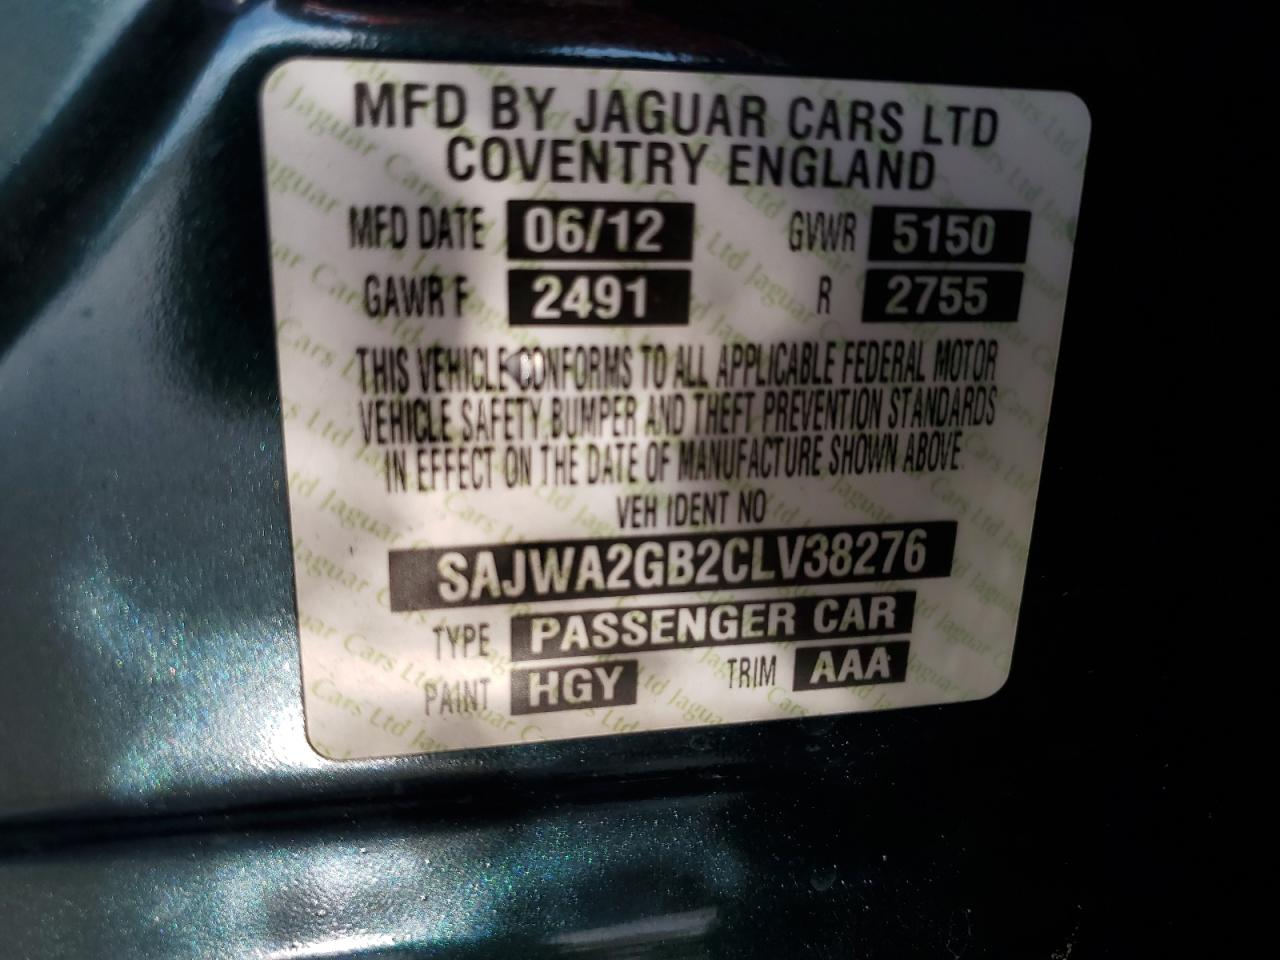 MFD BY JAGUAR CARS LTD
COVENTRY ENGLAND
MFD DATE 06/12 GVWR 5150
GAWR F 2491 R 2755
THIS VEHICLE CONFORMS TO ALL APPLICABLE FEDERAL MOTOR
VEHICLE SAFETY, BUMPER AND THEFT PREVENTION STANDARDS
IN EFFECT ON THE DATE OF MANUFACTURE SHOWN ABOVE.
VEH IDENT NO
SAJWA2GB2CLV38276
TYPE PASSENGER CAR
PAINT HGY TRIM AAA